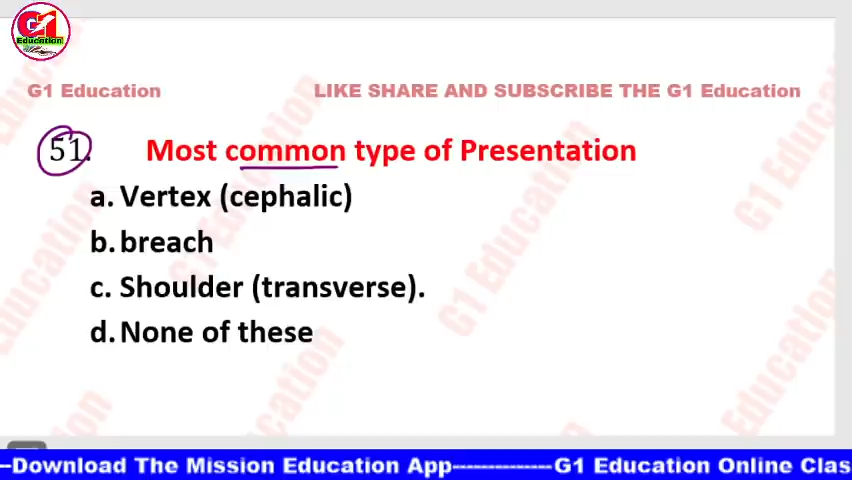 G1
Education
G1 Education
LIKE SHARE AND SUBSCRIBE THE G1 Education
51. Most common type of Presentation
a. Vertex (cephalic)
b. breach
c. Shoulder (transverse).
d. None of these
--Download The Mission Education App--------------G1 Education Online Clas